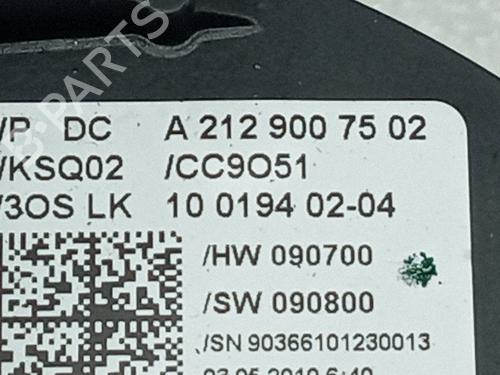 /P DC A 212 900 75 02
/KSQ02 /CC9O51
/3OS LK 10 0194 02-04
/HW 090700
/SW 090800
/SN 90366101230013
B-PARTS